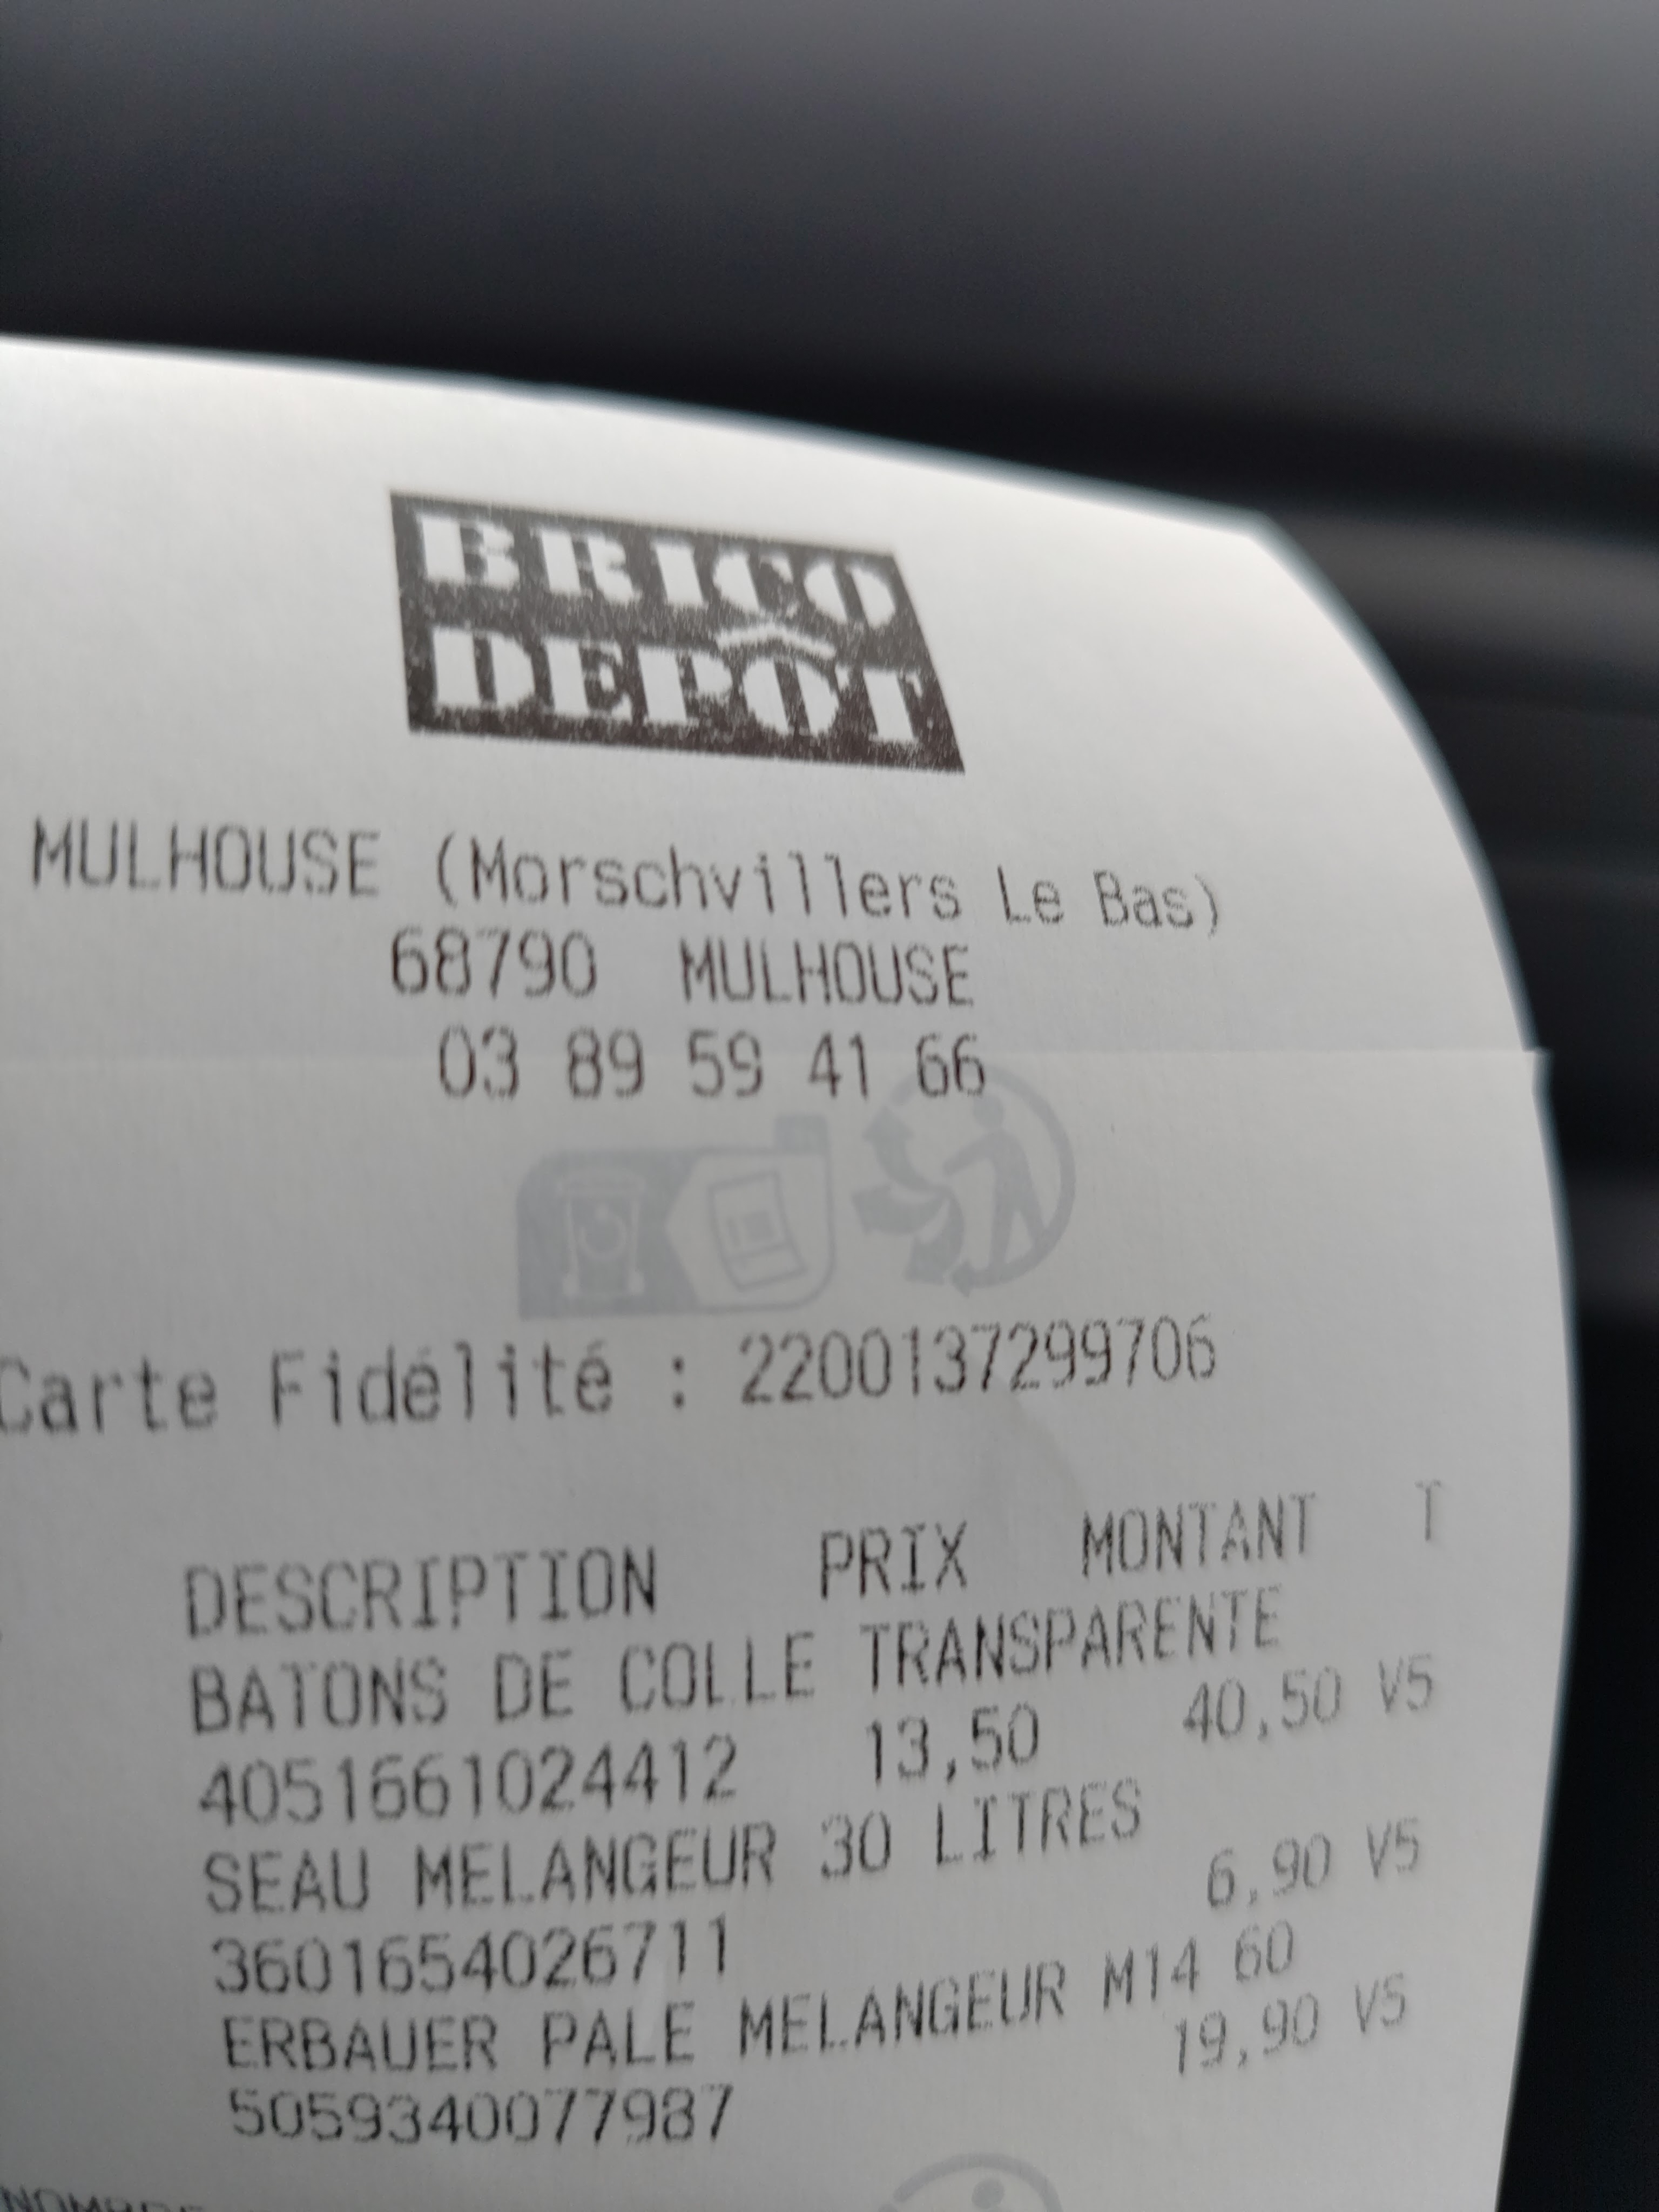 BRICO
DEPÔT
MULHOUSE (Morschvillers Le Bas)
68790 MULHOUSE
03 89 59 41 66
Carte Fidélité : 2200137299706
DESCRIPTION PRIX MONTANT T
BATONS DE COLLE TRANSPARENTE
4051661024412 13,50 40,50 V5
SEAU MELANGEUR 30 LITRES
3601654026711 6,90 V5
ERBAUER PALE MELANGEUR M14 60
5059340077987 19,90 V5